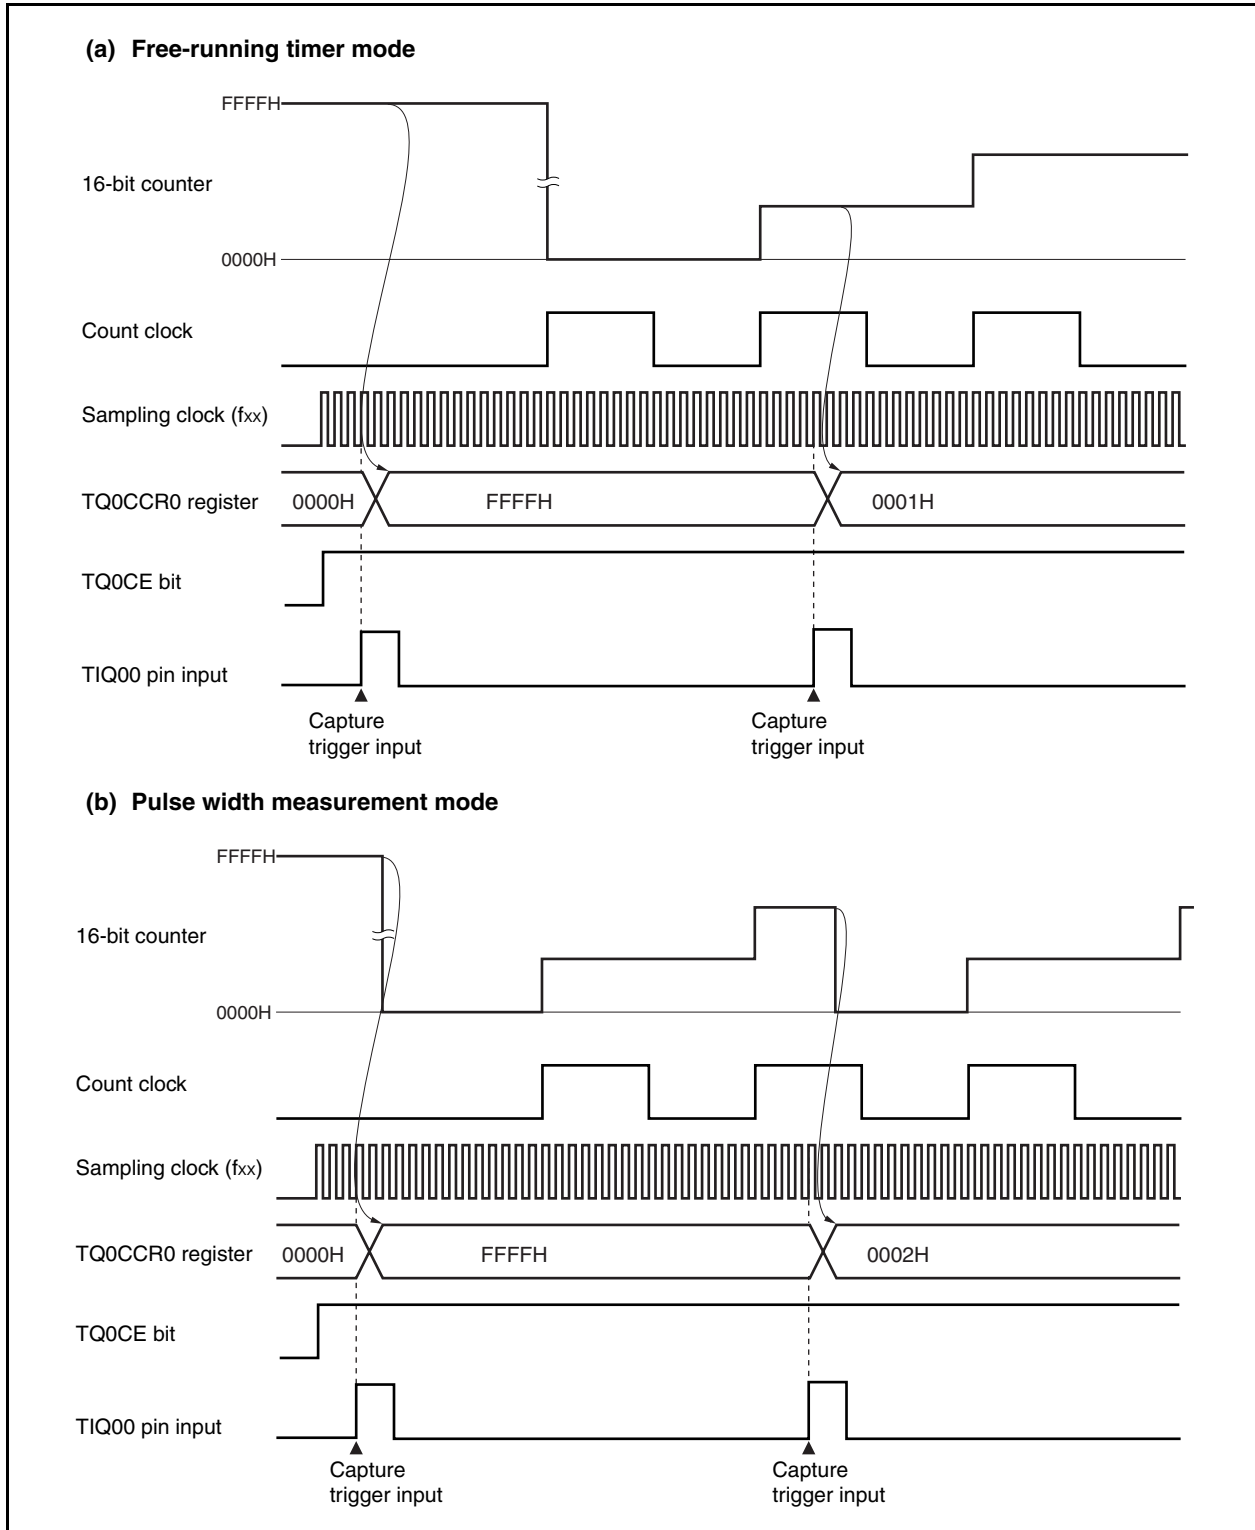 (a) Free-running timer mode
FFFFH
16-bit counter
0000H
Count clock
Sampling clock (fxx)
TQ0CCR0 register
0000H
FFFFH
0001H
TQ0CE bit
TIQ00 pin input
Capture
trigger input
Capture
trigger input
(b) Pulse width measurement mode
FFFFH
16-bit counter
0000H
Count clock
Sampling clock (fxx)
TQ0CCR0 register
0000H
FFFFH
0002H
TQ0CE bit
TIQ00 pin input
Capture
trigger input
Capture
trigger input